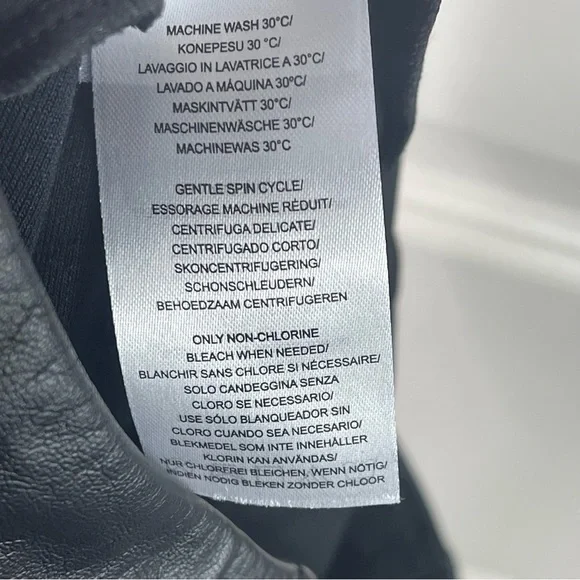 MACHINE WASH 30°C/
KONEPESU 30 °C/
LAVAGGIO IN LAVATRICE A 30°C/
LAVADO A MÁQUINA 30ºC/
MASKINTVÄTT 30°C/
MASCHINENWÄSCHE 30°C/
MACHINEWAS 30°C
GENTLE SPIN CYCLE/
ESSORAGE MACHINE RÉDUIT/
CENTRIFUGA DELICATE/
CENTRIFUGADO CORTO/
SKONCENTRIFUGERING/
SCHONSCHLEUDERN/
BEHOEDZAAM CENTRIFUGEREN
ONLY NON-CHLORINE
BLEACH WHEN NEEDED/
BLANCHIR SANS CHLORE SI NÉCESSAIRE/
SOLO CANDEGGINA SENZA
CLORO SE NECESSARIO/
USE SÓLO BLANQUEADOR SIN
CLORO CUANDO SEA NECESARIO/
BLEKMEDEL SOM INTE INNEHÅLLER
KLORIN KAN ANVÄNDAS/
NUR CHLORFREI BLEICHEN, WENN NÖTIG/
INDIEN NODIG BLEKEN ZONDER CHLOOR